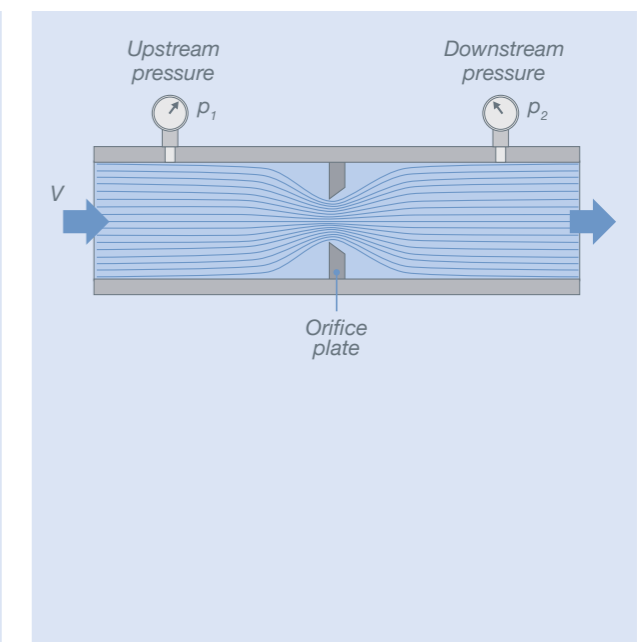 Upstream
pressure
Downstream
pressure
p1
p2
V
Orifice
plate